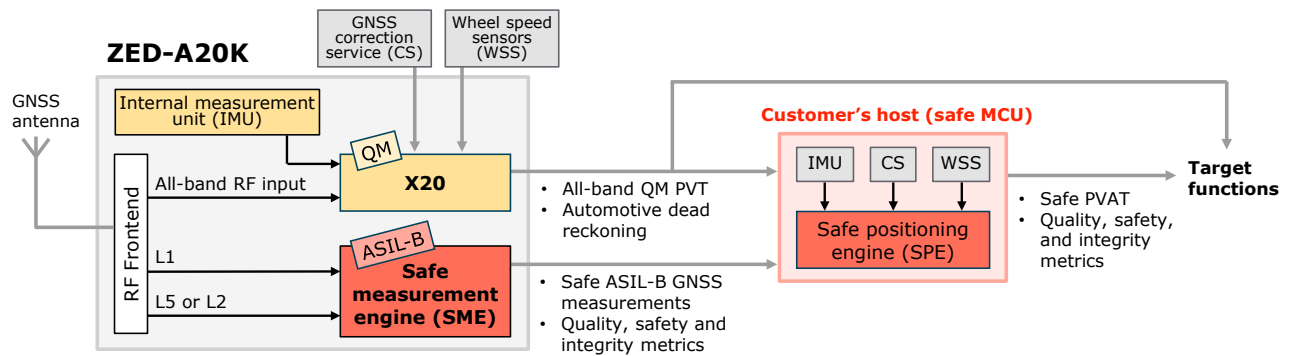 ZED-A20K
GNSS
correction
service (CS)
Wheel speed
sensors
(WSS)
GNSS
antenna
Internal measurement
unit (IMU)
QM
X20
RF Frontend
All-band RF input
L1
L5 or L2
ASIL-B
Safe
measurement
engine (SME)
• All-band QM PVT
• Automotive dead
reckoning
• Safe ASIL-B GNSS
measurements
• Quality, safety and
integrity metrics
Customer's host (safe MCU)
IMU
CS
WSS
Safe positioning
engine (SPE)
• Safe PVAT
• Quality, safety,
and integrity
metrics
Target
functions